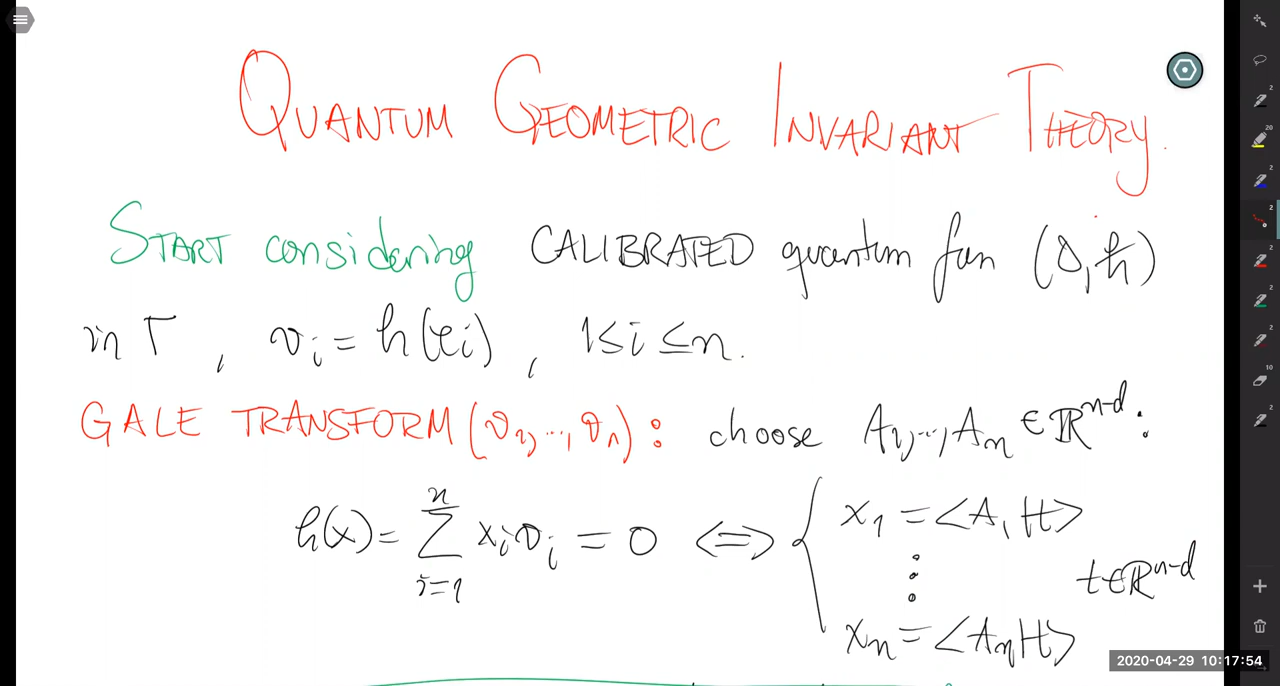 QUANTUM GEOMETRIC INVARIANT THEORY.
START considering CALIBRATED quantum fan (Δ, ℏ)
in Γ, v_i = h(e_i), 1 ≤ i ≤ n.
GALE TRANSFORM (v_1, ..., v_n): choose A_1, ..., A_n ∈ ℝ^{n-d}:
h(x) = ∑_{i=1}^{n} x_i v_i = 0 ⇔ { x_1 = <A_1, t>
⋮ t ∈ ℝ^{n-d}
x_n = <A_n, t>
2020-04-29 10:17:54